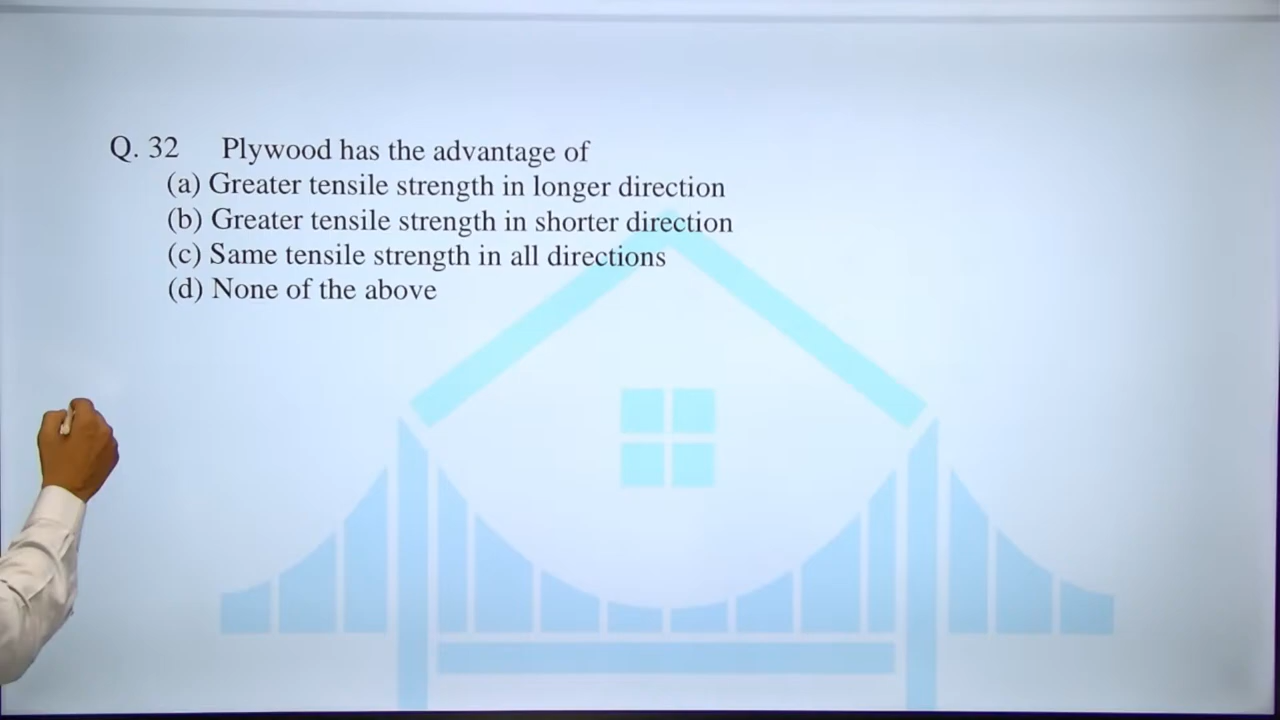 Q. 32 Plywood has the advantage of
(a) Greater tensile strength in longer direction
(b) Greater tensile strength in shorter direction
(c) Same tensile strength in all directions
(d) None of the above